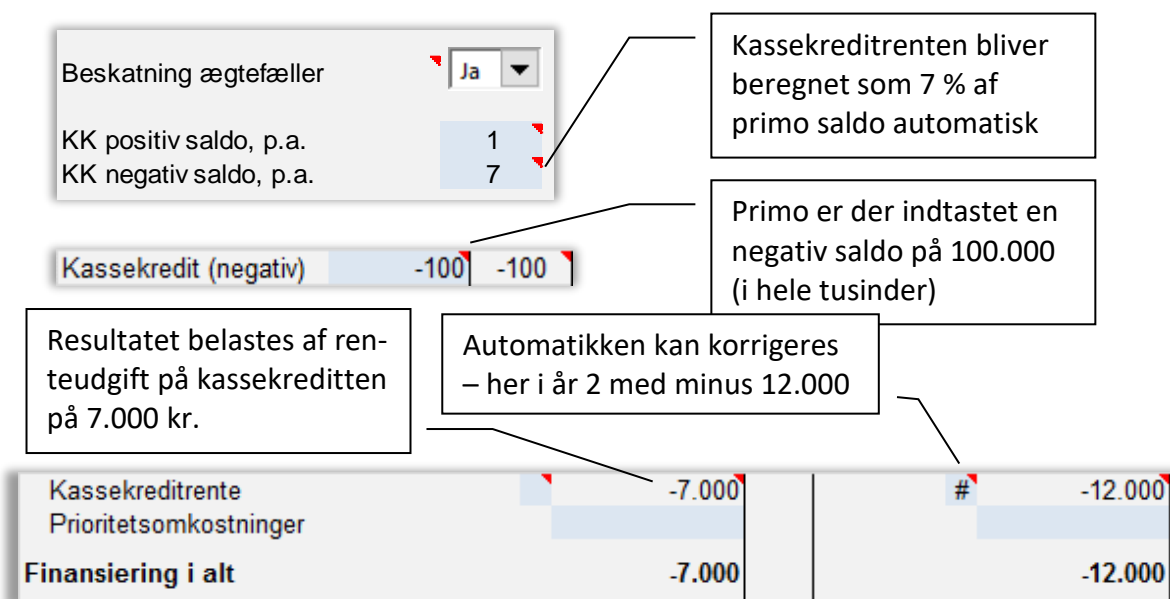 Beskatning ægtefæller Ja
KK positiv saldo, p.a. 1
KK negativ saldo, p.a. 7
Kassekreditrenten bliver
beregnet som 7 % af
primo saldo automatisk
Kassekredit (negativ) -100 -100
Primo er der indtastet en
negativ saldo på 100.000
(i hele tusinder)
Resultatet belastes af ren-
teudgift på kassekreditten
på 7.000 kr.
Automatikken kan korrigeres
– her i år 2 med minus 12.000
Kassekreditrente -7.000 # -12.000
Prioritetsomkostninger
Finansiering i alt -7.000 -12.000